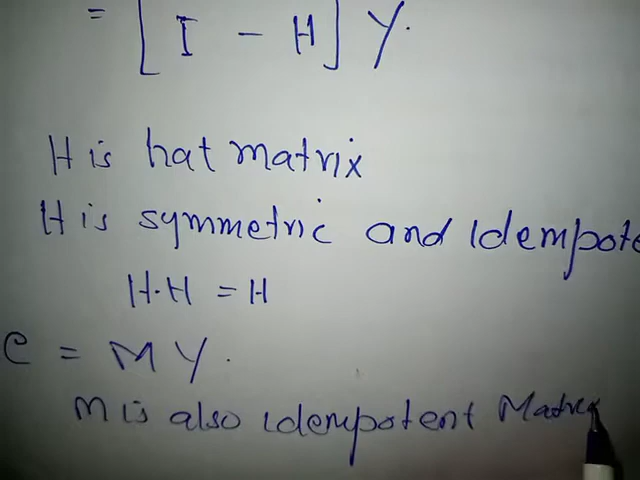 = [I - H] Y.
H is hat matrix
H is symmetric and Idempote
H.H = H
e = MY.
M is also idempotent Matrix